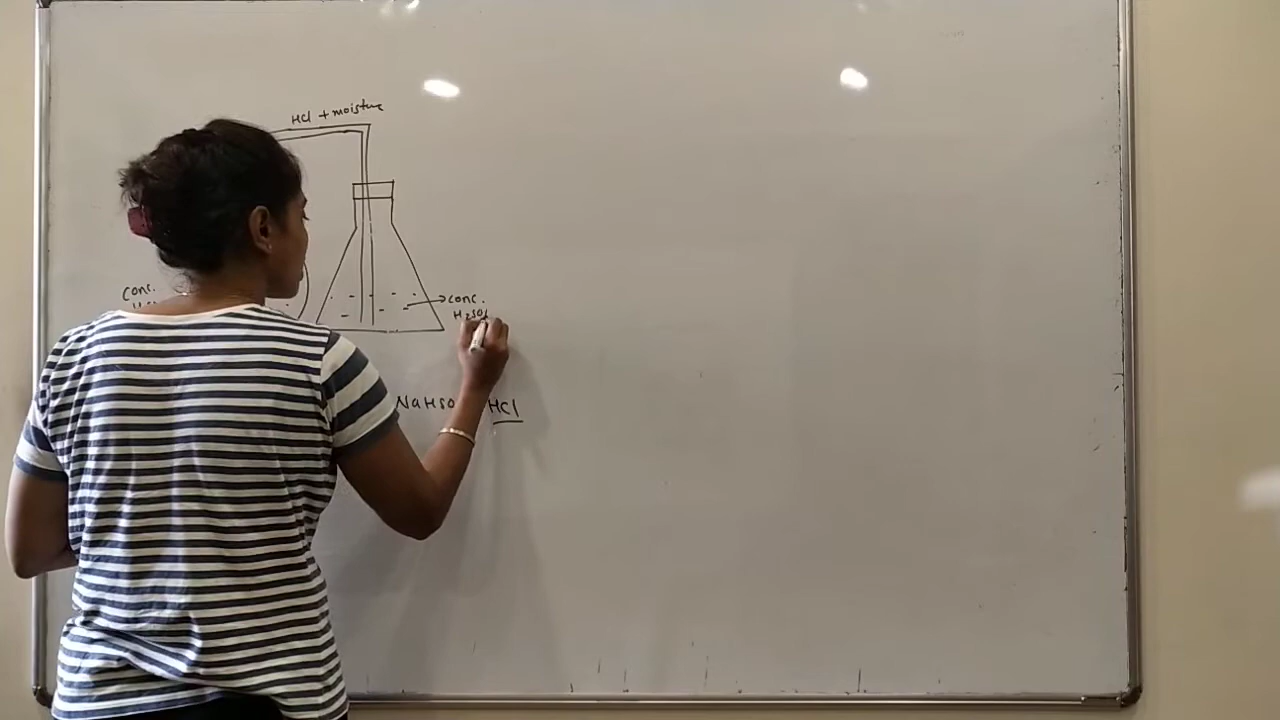 HCl + moisture
Conc.
conc.
H₂SO₄
NaHSO
HCl